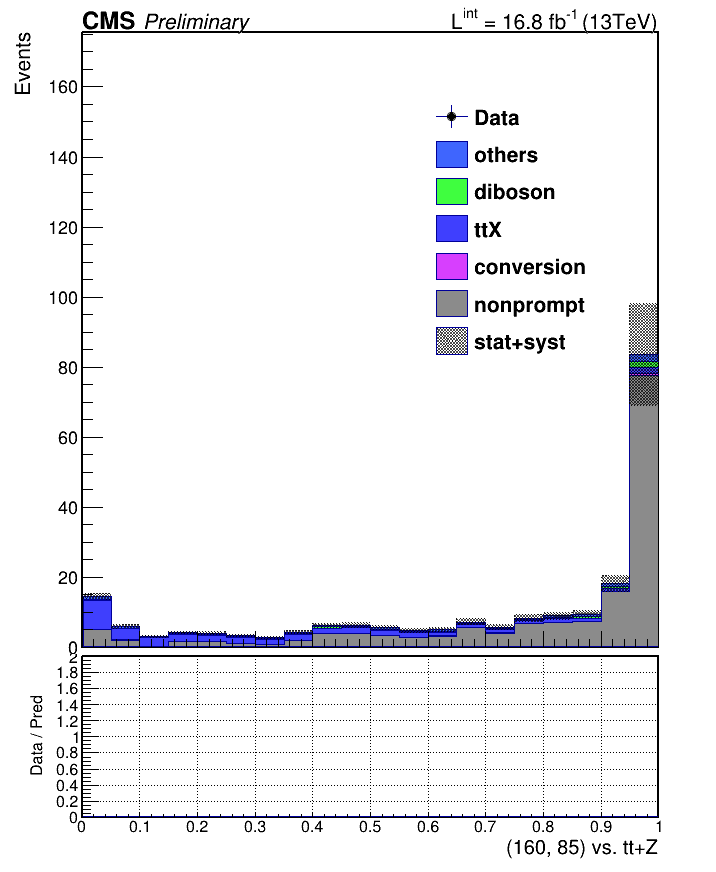 CMS Preliminary
L^int = 16.8 fb^-1 (13TeV)
Events
160
140
120
100
80
60
40
20
0
Data
others
diboson
ttX
conversion
nonprompt
stat+syst
Data / Pred
2
1.8
1.6
1.4
1.2
1
0.8
0.6
0.4
0.2
0
0 0.1 0.2 0.3 0.4 0.5 0.6 0.7 0.8 0.9 1
(160, 85) vs. tt+Z